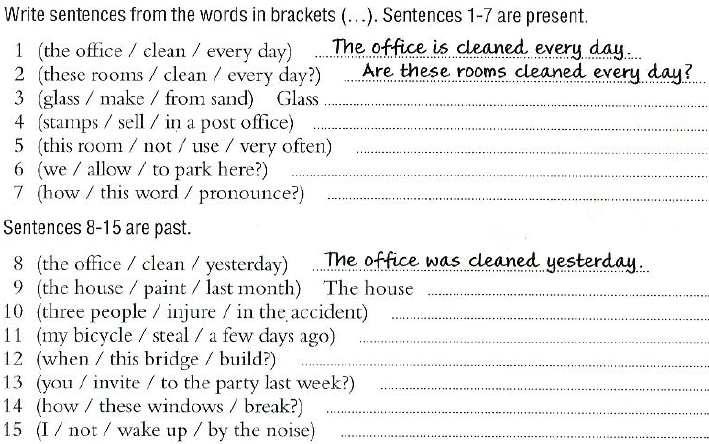 Write sentences from the words in brackets (...). Sentences 1-7 are present.
1 (the office / clean / every day) The office is cleaned every day.
2 (these rooms / clean / every day?) Are these rooms cleaned every day?
3 (glass / make / from sand) Glass
4 (stamps / sell / in a post office)
5 (this room / not / use / very often)
6 (we / allow / to park here?)
7 (how / this word / pronounce?)
Sentences 8-15 are past.
8 (the office / clean / yesterday) The office was cleaned yesterday.
9 (the house / paint / last month) The house
10 (three people / injure / in the accident)
11 (my bicycle / steal / a few days ago)
12 (when / this bridge / build?)
13 (you / invite / to the party last week?)
14 (how / these windows / break?)
15 (I / not / wake up / by the noise)